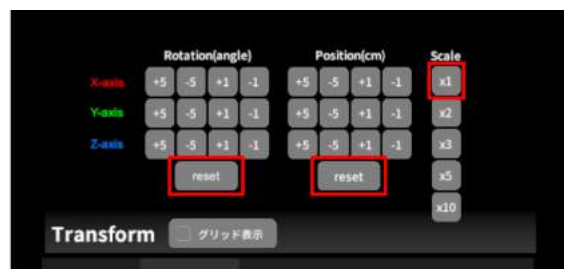 Rotation(angle) Position(cm) Scale
X-axis +5 -5 +1 -1 +5 -5 +1 -1 x1
Y-axis +5 -5 +1 -1 +5 -5 +1 -1 x2
Z-axis +5 -5 +1 -1 +5 -5 +1 -1 x3
reset reset x5
x10
Transform グリッド表示